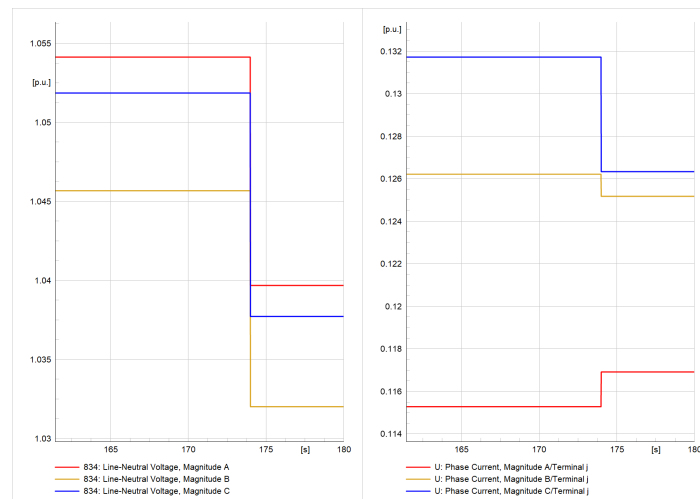 1.055
[p.u.]
1.05
1.045
1.04
1.035
1.03
165
170
175
[s]
180
834: Line-Neutral Voltage, Magnitude A
834: Line-Neutral Voltage, Magnitude B
834: Line-Neutral Voltage, Magnitude C
[p.u.]
0.132
0.13
0.128
0.126
0.124
0.122
0.12
0.118
0.116
0.114
165
170
175
[s]
180
U: Phase Current, Magnitude A/Terminal j
U: Phase Current, Magnitude B/Terminal j
U: Phase Current, Magnitude C/Terminal j